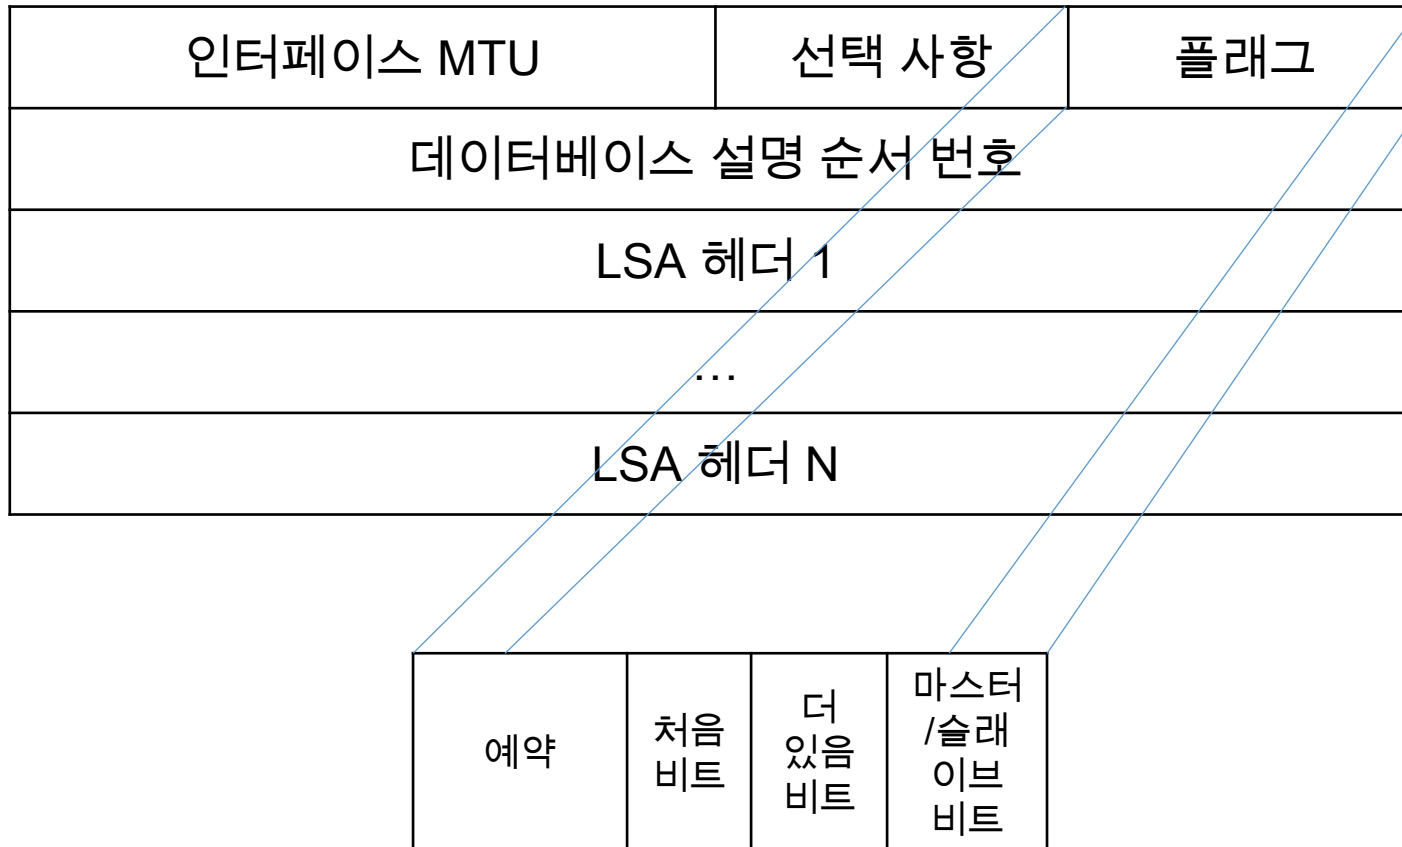 인터페이스 MTU
선택 사항
플래그
데이터베이스 설명 순서 번호
LSA 헤더 1
…
LSA 헤더 N
예약
처음
비트
더
있음
비트
마스터
/슬래
이브
비트